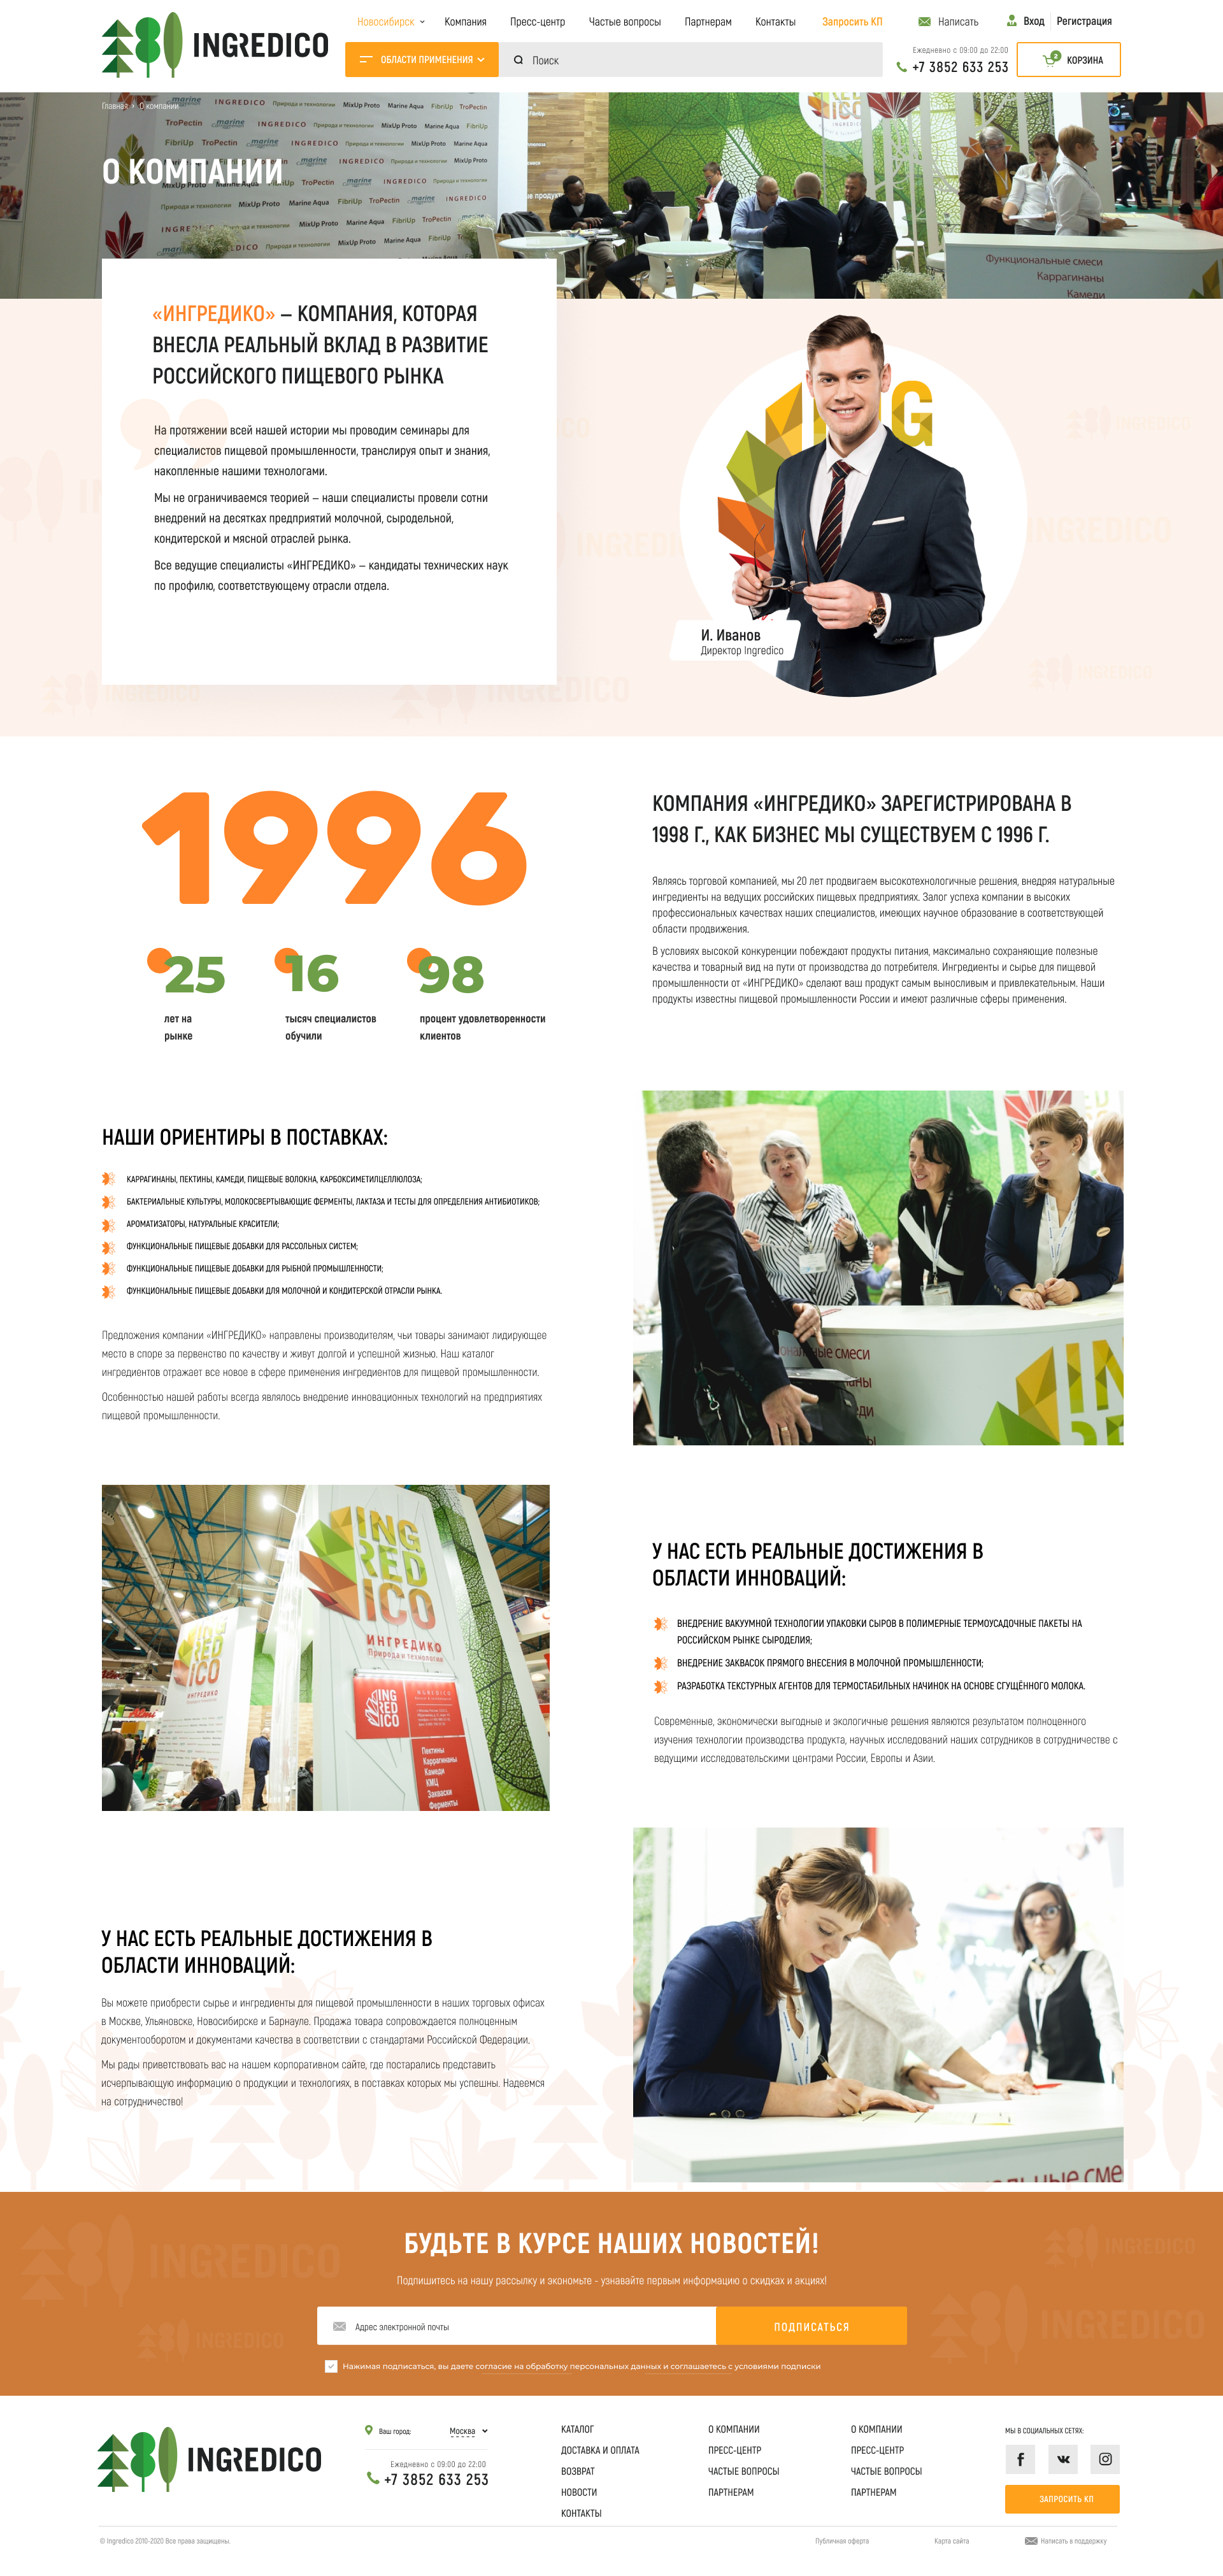 INGREDICO
Новосибирск
Компания
Пресс-центр
Частые вопросы
Партнерам
Контакты
Запросить КП
Написать
Вход
Регистрация
ОБЛАСТИ ПРИМЕНЕНИЯ
Поиск
Ежедневно с 09:00 до 22:00
+7 3852 633 253
2
КОРЗИНА
Главная › О компании
О КОМПАНИИ
Функциональные смеси
Каррагинаны
Камеди
«ИНГРЕДИКО» – КОМПАНИЯ, КОТОРАЯ
ВНЕСЛА РЕАЛЬНЫЙ ВКЛАД В РАЗВИТИЕ
РОССИЙСКОГО ПИЩЕВОГО РЫНКА
На протяжении всей нашей истории мы проводим семинары для
специалистов пищевой промышленности, транслируя опыт и знания,
накопленные нашими технологами.
Мы не ограничиваемся теорией – наши специалисты провели сотни
внедрений на десятках предприятий молочной, сыродельной,
кондитерской и мясной отраслей рынка.
Все ведущие специалисты «ИНГРЕДИКО» – кандидаты технических наук
по профилю, соответствующему отрасли отдела.
И. Иванов
Директор Ingredico
1996
25
лет на
рынке
16
тысяч специалистов
обучили
98
процент удовлетворенности
клиентов
КОМПАНИЯ «ИНГРЕДИКО» ЗАРЕГИСТРИРОВАНА В
1998 Г., КАК БИЗНЕС МЫ СУЩЕСТВУЕМ С 1996 Г.
Являясь торговой компанией, мы 20 лет продвигаем высокотехнологичные решения, внедряя натуральные
ингредиенты на ведущих российских пищевых предприятиях. Залог успеха компании в высоких
профессиональных качествах наших специалистов, имеющих научное образование в соответствующей
области продвижения.
В условиях высокой конкуренции побеждают продукты питания, максимально сохраняющие полезные
качества и товарный вид на пути от производства до потребителя. Ингредиенты и сырье для пищевой
промышленности от «ИНГРЕДИКО» сделают ваш продукт самым выносливым и привлекательным. Наши
продукты известны пищевой промышленности России и имеют различные сферы применения.
НАШИ ОРИЕНТИРЫ В ПОСТАВКАХ:
КАРРАГИНАНЫ, ПЕКТИНЫ, КАМЕДИ, ПИЩЕВЫЕ ВОЛОКНА, КАРБОКСИМЕТИЛЦЕЛЛЮЛОЗА;
БАКТЕРИАЛЬНЫЕ КУЛЬТУРЫ, МОЛОКОСВЕРТЫВАЮЩИЕ ФЕРМЕНТЫ, ЛАКТАЗА И ТЕСТЫ ДЛЯ ОПРЕДЕЛЕНИЯ АНТИБИОТИКОВ;
АРОМАТИЗАТОРЫ, НАТУРАЛЬНЫЕ КРАСИТЕЛИ;
ФУНКЦИОНАЛЬНЫЕ ПИЩЕВЫЕ ДОБАВКИ ДЛЯ РАССОЛЬНЫХ СИСТЕМ;
ФУНКЦИОНАЛЬНЫЕ ПИЩЕВЫЕ ДОБАВКИ ДЛЯ РЫБНОЙ ПРОМЫШЛЕННОСТИ;
ФУНКЦИОНАЛЬНЫЕ ПИЩЕВЫЕ ДОБАВКИ ДЛЯ МОЛОЧНОЙ И КОНДИТЕРСКОЙ ОТРАСЛИ РЫНКА.
Предложения компании «ИНГРЕДИКО» направлены производителям, чьи товары занимают лидирующее
место в споре за первенство по качеству и живут долгой и успешной жизнью. Наш каталог
ингредиентов отражает все новое в сфере применения ингредиентов для пищевой промышленности.
Особенностью нашей работы всегда являлось внедрение инновационных технологий на предприятиях
пищевой промышленности.
ING
RED
ICO
ИНГРЕДИКО
Природа и технологии
Пектины
Каррагинаны
Камеди
КМЦ
Закваски
Ферменты
У НАС ЕСТЬ РЕАЛЬНЫЕ ДОСТИЖЕНИЯ В
ОБЛАСТИ ИННОВАЦИЙ:
ВНЕДРЕНИЕ ВАКУУМНОЙ ТЕХНОЛОГИИ УПАКОВКИ СЫРОВ В ПОЛИМЕРНЫЕ ТЕРМОУСАДОЧНЫЕ ПАКЕТЫ НА
РОССИЙСКОМ РЫНКЕ СЫРОДЕЛИЯ;
ВНЕДРЕНИЕ ЗАКВАСОК ПРЯМОГО ВНЕСЕНИЯ В МОЛОЧНОЙ ПРОМЫШЛЕННОСТИ;
РАЗРАБОТКА ТЕКСТУРНЫХ АГЕНТОВ ДЛЯ ТЕРМОСТАБИЛЬНЫХ НАЧИНОК НА ОСНОВЕ СГУЩЁННОГО МОЛОКА.
Современные, экономически выгодные и экологичные решения являются результатом полноценного
изучения технологии производства продукта, научных исследований наших сотрудников в сотрудничестве с
ведущими исследовательскими центрами России, Европы и Азии.
У НАС ЕСТЬ РЕАЛЬНЫЕ ДОСТИЖЕНИЯ В
ОБЛАСТИ ИННОВАЦИЙ:
Вы можете приобрести сырье и ингредиенты для пищевой промышленности в наших торговых офисах
в Москве, Ульяновске, Новосибирске и Барнауле. Продажа товара сопровождается полноценным
документооборотом и документами качества в соответствии с стандартами Российской Федерации.
Мы рады приветствовать вас на нашем корпоративном сайте, где постарались представить
исчерпывающую информацию о продукции и технологиях, в поставках которых мы успешны. Надеемся
на сотрудничество!
БУДЬТЕ В КУРСЕ НАШИХ НОВОСТЕЙ!
Подпишитесь на нашу рассылку и экономьте - узнавайте первым информацию о скидках и акциях!
Адрес электронной почты
ПОДПИСАТЬСЯ
Нажимая подписаться, вы даете согласие на обработку персональных данных и соглашаетесь с условиями подписки
INGREDICO
Ваш город:
Москва
Ежедневно с 09:00 до 22:00
+7 3852 633 253
КАТАЛОГ
ДОСТАВКА И ОПЛАТА
ВОЗВРАТ
НОВОСТИ
КОНТАКТЫ
О КОМПАНИИ
ПРЕСС-ЦЕНТР
ЧАСТЫЕ ВОПРОСЫ
ПАРТНЕРАМ
О КОМПАНИИ
ПРЕСС-ЦЕНТР
ЧАСТЫЕ ВОПРОСЫ
ПАРТНЕРАМ
МЫ В СОЦИАЛЬНЫХ СЕТЯХ:
ЗАПРОСИТЬ КП
© Ingredico 2010-2020 Все права защищены.
Публичная оферта
Карта сайта
Написать в поддержку